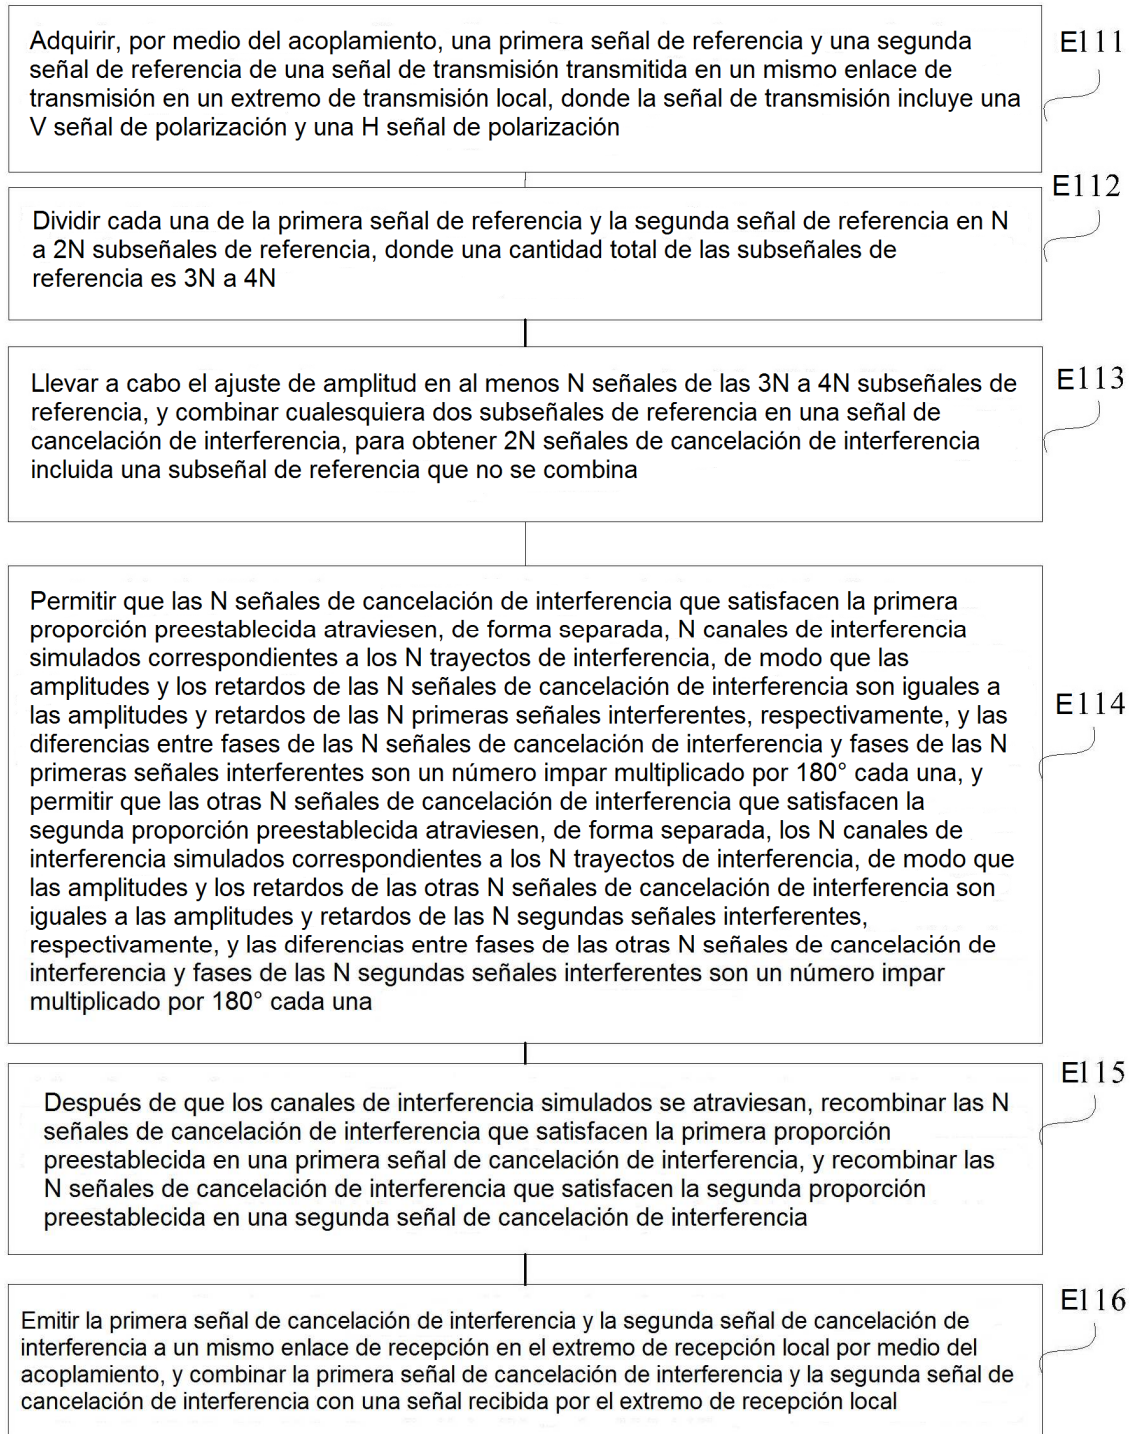 Adquirir, por medio del acoplamiento, una primera señal de referencia y una segunda
señal de referencia de una señal de transmisión transmitida en un mismo enlace de
transmisión en un extremo de transmisión local, donde la señal de transmisión incluye una
V señal de polarización y una H señal de polarización
E111
Dividir cada una de la primera señal de referencia y la segunda señal de referencia en N
a 2N subseñales de referencia, donde una cantidad total de las subseñales de
referencia es 3N a 4N
E112
Llevar a cabo el ajuste de amplitud en al menos N señales de las 3N a 4N subseñales de
referencia, y combinar cualesquiera dos subseñales de referencia en una señal de
cancelación de interferencia, para obtener 2N señales de cancelación de interferencia
incluida una subseñal de referencia que no se combina
E113
Permitir que las N señales de cancelación de interferencia que satisfacen la primera
proporción preestablecida atraviesen, de forma separada, N canales de interferencia
simulados correspondientes a los N trayectos de interferencia, de modo que las
amplitudes y los retardos de las N señales de cancelación de interferencia son iguales a
las amplitudes y retardos de las N primeras señales interferentes, respectivamente, y las
diferencias entre fases de las N señales de cancelación de interferencia y fases de las N
primeras señales interferentes son un número impar multiplicado por 180° cada una, y
permitir que las otras N señales de cancelación de interferencia que satisfacen la
segunda proporción preestablecida atraviesen, de forma separada, los N canales de
interferencia simulados correspondientes a los N trayectos de interferencia, de modo que
las amplitudes y los retardos de las otras N señales de cancelación de interferencia son
iguales a las amplitudes y retardos de las N segundas señales interferentes,
respectivamente, y las diferencias entre fases de las otras N señales de cancelación de
interferencia y fases de las N segundas señales interferentes son un número impar
multiplicado por 180° cada una
E114
Después de que los canales de interferencia simulados se atraviesan, recombinar las N
señales de cancelación de interferencia que satisfacen la primera proporción
preestablecida en una primera señal de cancelación de interferencia, y recombinar las
N señales de cancelación de interferencia que satisfacen la segunda proporción
preestablecida en una segunda señal de cancelación de interferencia
E115
Emitir la primera señal de cancelación de interferencia y la segunda señal de cancelación de
interferencia a un mismo enlace de recepción en el extremo de recepción local por medio del
acoplamiento, y combinar la primera señal de cancelación de interferencia y la segunda señal de
cancelación de interferencia con una señal recibida por el extremo de recepción local
E116